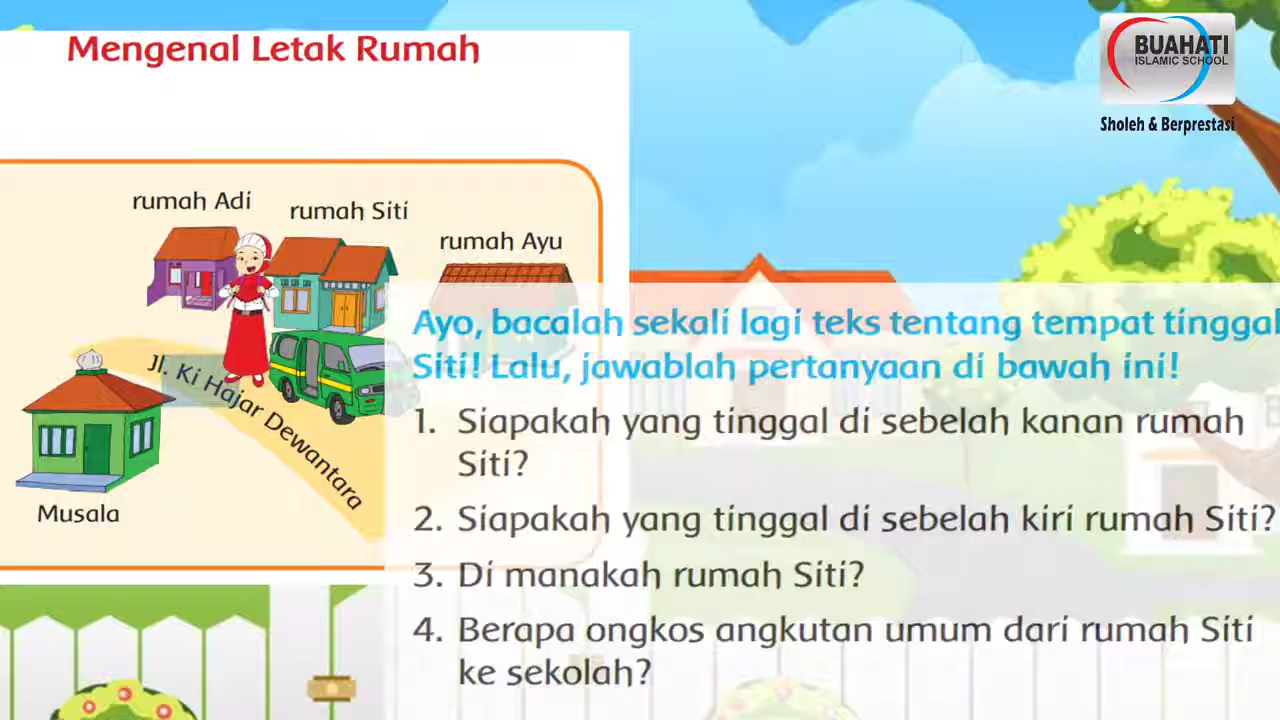 Mengenal Letak Rumah
BUAHATI
ISLAMIC SCHOOL
Sholeh & Berprestasi
rumah Adi
rumah Siti
rumah Ayu
Jl. Ki Hajar Dewantara
Musala
Ayo, bacalah sekali lagi teks tentang tempat tinggal
Siti! Lalu, jawablah pertanyaan di bawah ini!
1. Siapakah yang tinggal di sebelah kanan rumah
Siti?
2. Siapakah yang tinggal di sebelah kiri rumah Siti?
3. Di manakah rumah Siti?
4. Berapa ongkos angkutan umum dari rumah Siti
ke sekolah?